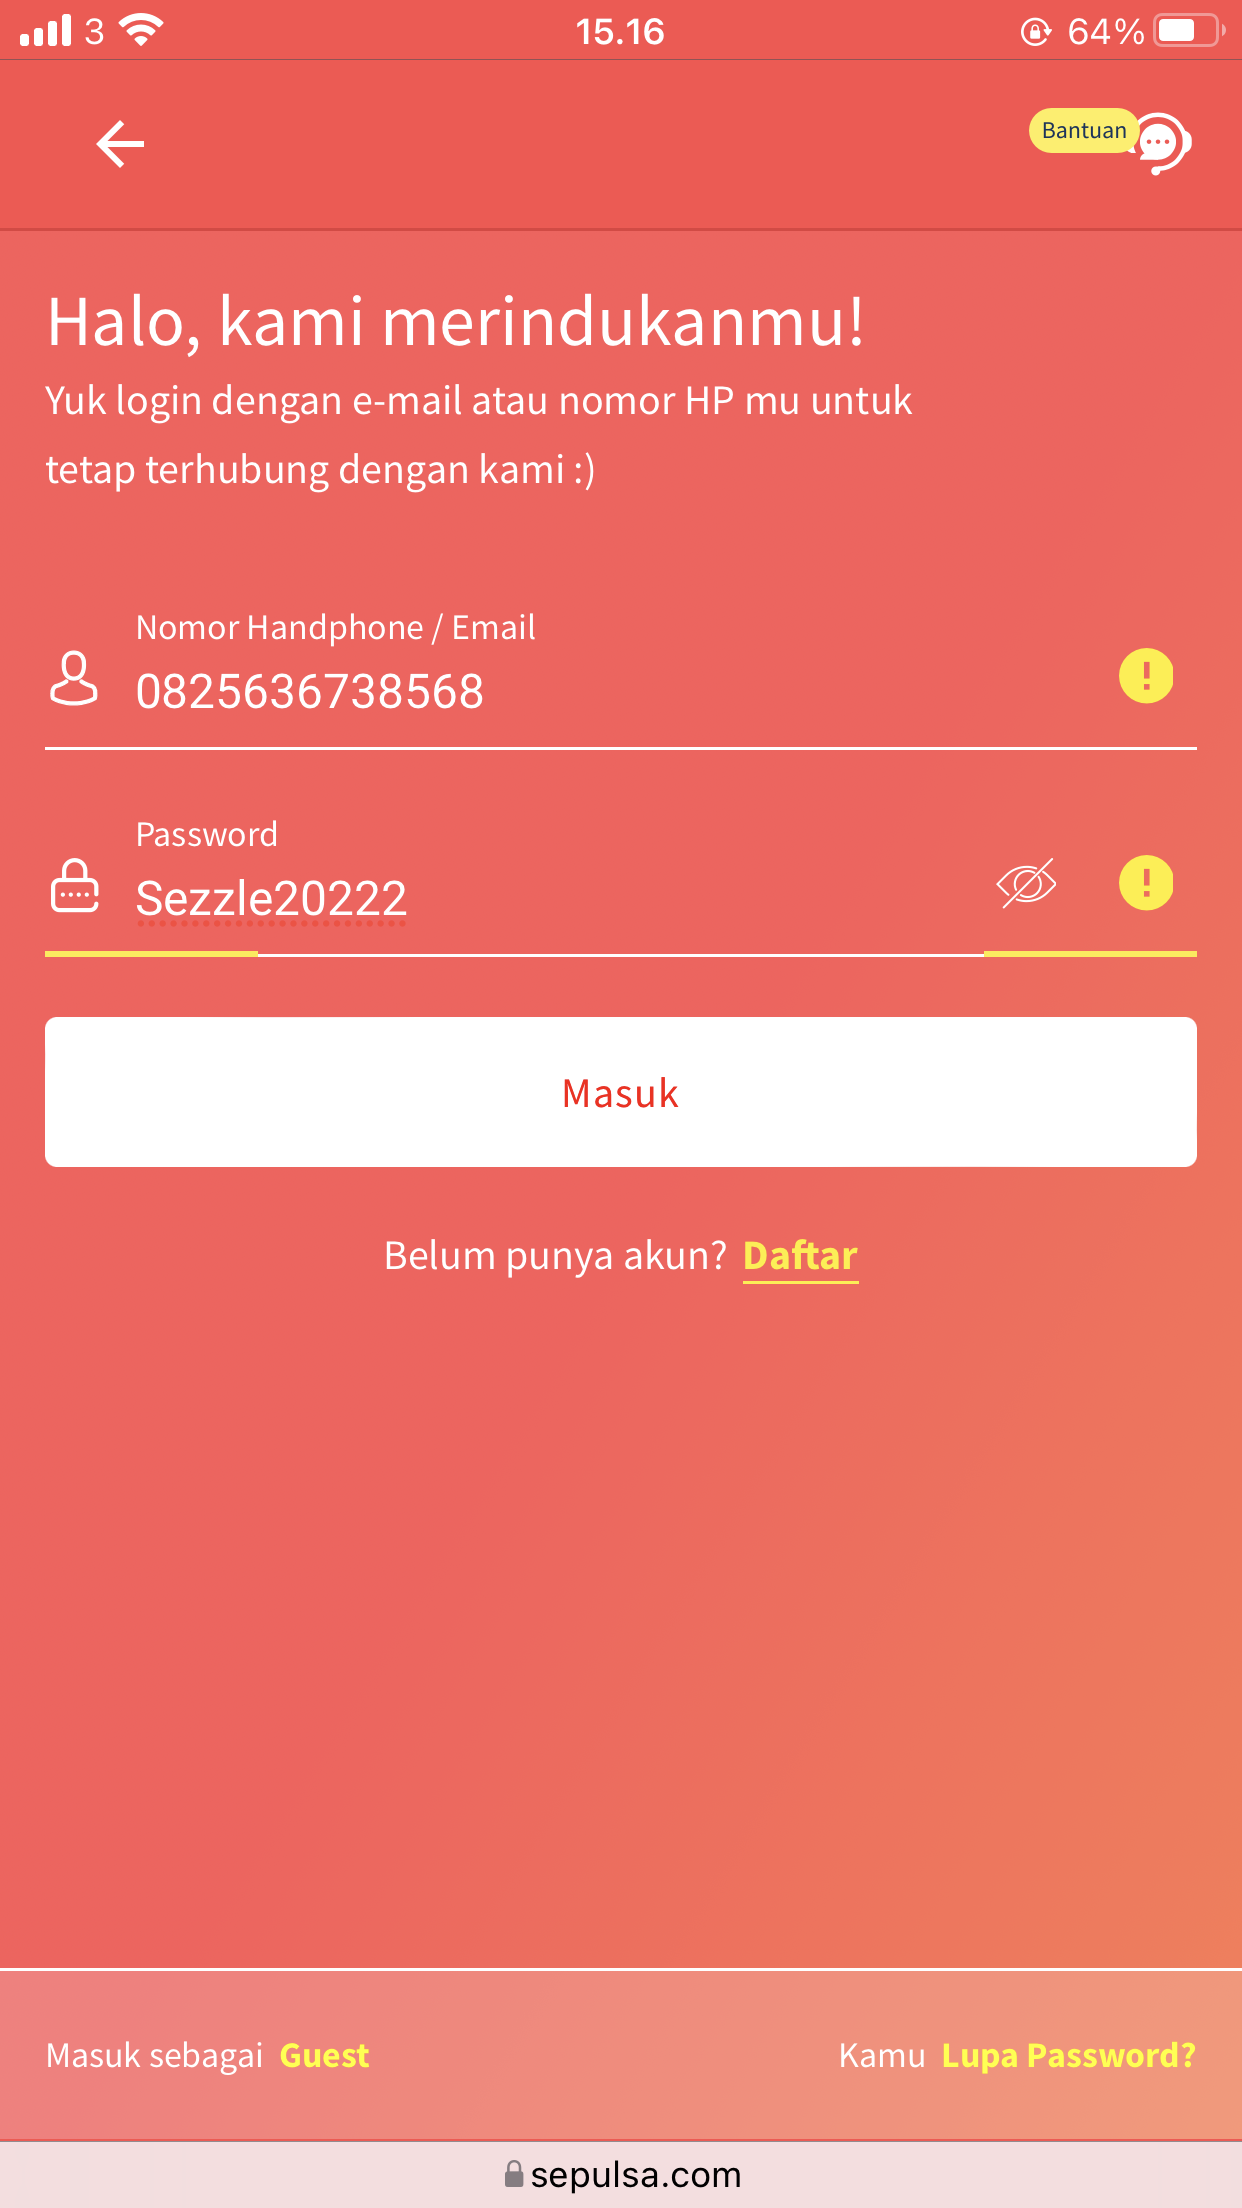 3
15.16
64%
Bantuan
Halo, kami merindukanmu!
Yuk login dengan e-mail atau nomor HP mu untuk
tetap terhubung dengan kami :)
Nomor Handphone / Email
0825636738568
Password
Sezzle20222
Masuk
Belum punya akun? Daftar
Masuk sebagai Guest
Kamu Lupa Password?
sepulsa.com